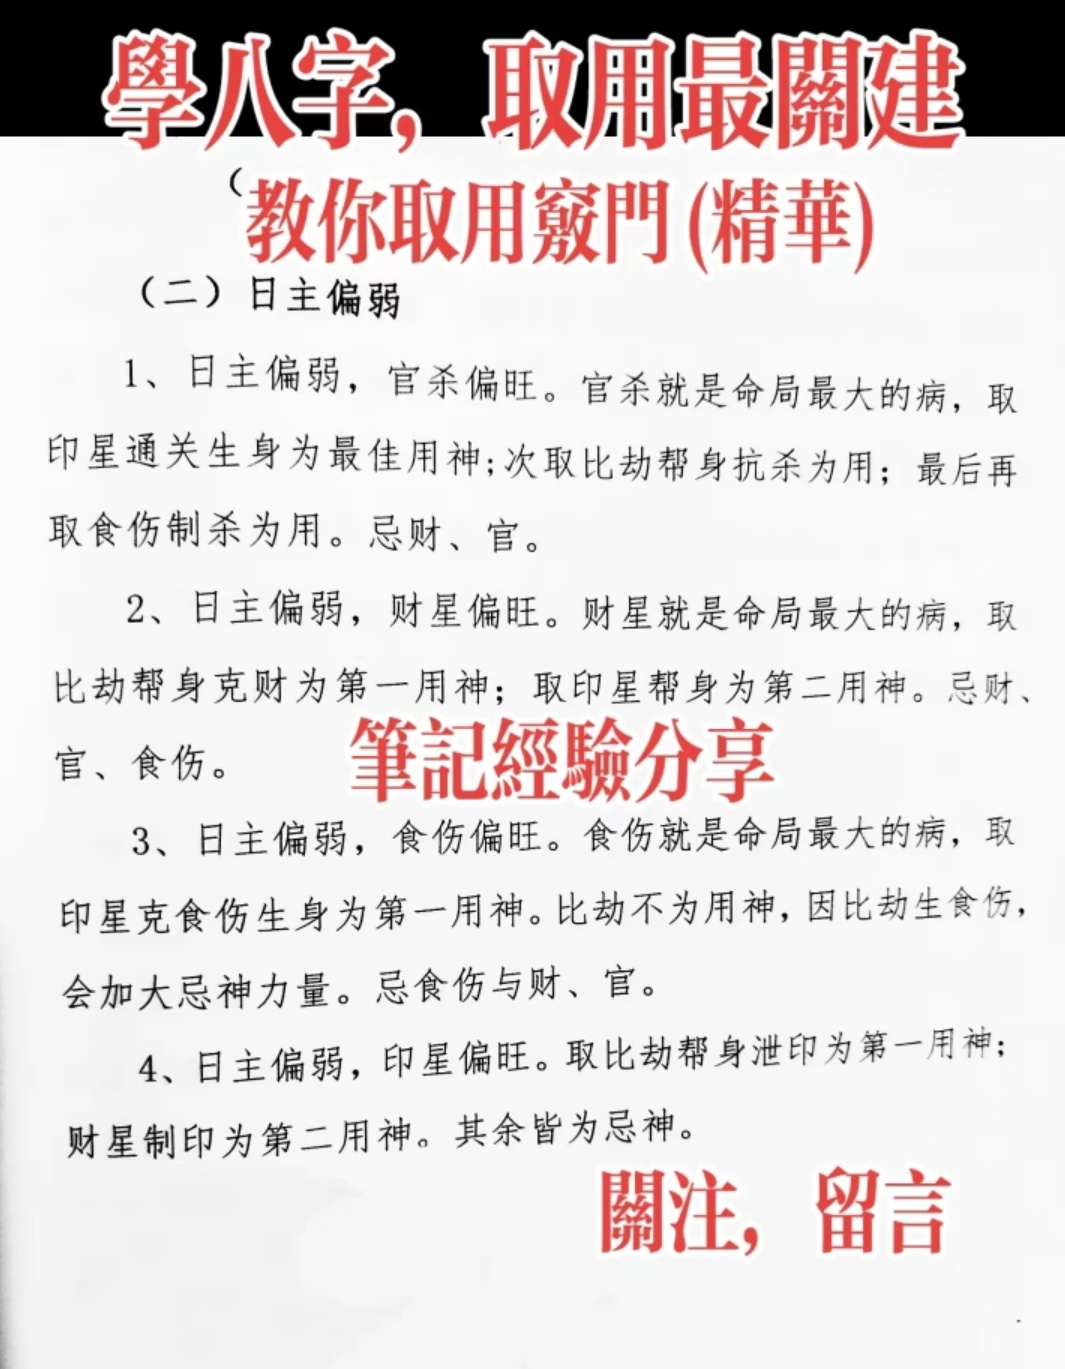 學八字，取用最關建
（
教你取用竅門(精華)
（二）日主偏弱
1、日主偏弱，官杀偏旺。官杀就是命局最大的病，取
印星通关生身为最佳用神;次取比劫帮身抗杀为用；最后再
取食伤制杀为用。忌财、官。
2、日主偏弱，财星偏旺。财星就是命局最大的病，取
比劫帮身克财为第一用神；取印星帮身为第二用神。忌财、
官、食伤。
筆記經驗分享
3、日主偏弱，食伤偏旺。食伤就是命局最大的病，取
印星克食伤生身为第一用神。比劫不为用神，因比劫生食伤，
会加大忌神力量。忌食伤与财、官。
4、日主偏弱，印星偏旺。取比劫帮身泄印为第一用神；
财星制印为第二用神。其余皆为忌神。
關注，留言